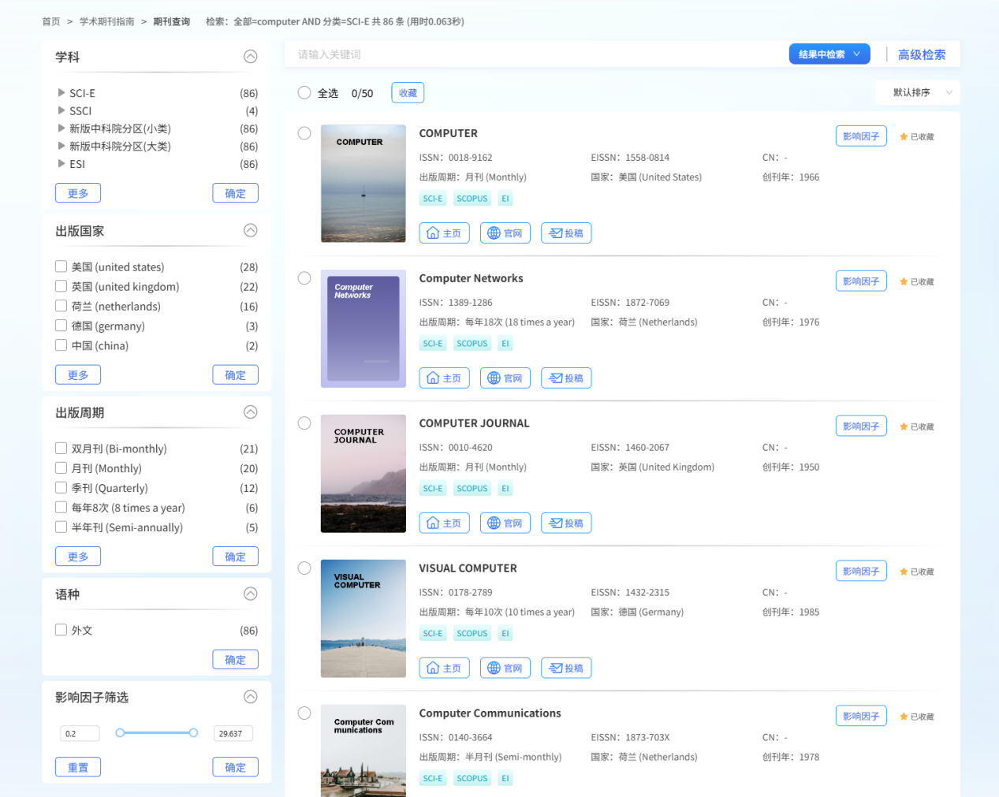 首页 > 学术期刊指南 > 期刊查询 检索：全部=computer AND 分类=SCI-E 共 86 条 (用时0.063秒)
学科
SCI-E (86)
SSCI (4)
新版中科院分区(小类) (86)
新版中科院分区(大类) (86)
ESI (86)
更多 确定
出版国家
美国 (united states) (28)
英国 (united kingdom) (22)
荷兰 (netherlands) (16)
德国 (germany) (3)
中国 (china) (2)
更多 确定
出版周期
双月刊 (Bi-monthly) (21)
月刊 (Monthly) (20)
季刊 (Quarterly) (12)
每年8次 (8 times a year) (6)
半年刊 (Semi-annually) (5)
更多 确定
语种
外文 (86)
确定
影响因子筛选
0.2 29.637
重置 确定
请输入关键词 结果中检索 高级检索
全选 0/50 收藏 默认排序
COMPUTER
COMPUTER 影响因子 已收藏
ISSN：0018-9162 EISSN：1558-0814 CN：-
出版周期：月刊 (Monthly) 国家：美国 (United States) 创刊年：1966
SCI-E SCOPUS EI
主页 官网 投稿
Computer
Networks
Computer Networks 影响因子 已收藏
ISSN：1389-1286 EISSN：1872-7069 CN：-
出版周期：每年18次 (18 times a year) 国家：荷兰 (Netherlands) 创刊年：1976
SCI-E SCOPUS EI
主页 官网 投稿
COMPUTER
JOURNAL
COMPUTER JOURNAL 影响因子 已收藏
ISSN：0010-4620 EISSN：1460-2067 CN：-
出版周期：月刊 (Monthly) 国家：英国 (United Kingdom) 创刊年：1950
SCI-E SCOPUS EI
主页 官网 投稿
VISUAL
COMPUTER
VISUAL COMPUTER 影响因子 已收藏
ISSN：0178-2789 EISSN：1432-2315 CN：-
出版周期：每年10次 (10 times a year) 国家：德国 (Germany) 创刊年：1985
SCI-E SCOPUS EI
主页 官网 投稿
Computer Com
munications
Computer Communications 影响因子 已收藏
ISSN：0140-3664 EISSN：1873-703X CN：-
出版周期：半月刊 (Semi-monthly) 国家：荷兰 (Netherlands) 创刊年：1978
SCI-E SCOPUS EI